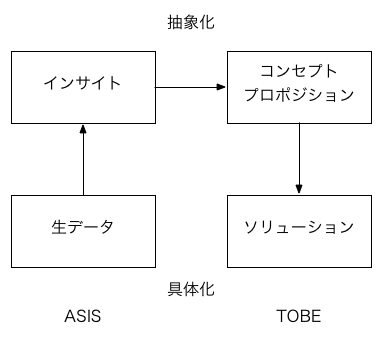 抽象化
インサイト
コンセプト
プロポジション
生データ
ソリューション
具体化
ASIS
TOBE